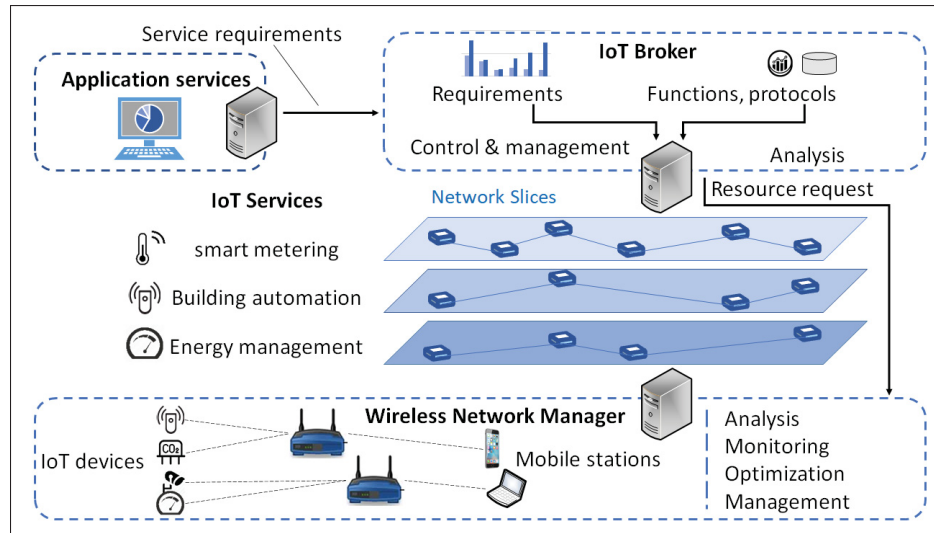 Service requirements
Application services
IoT Broker
Requirements
Functions, protocols
Control & management
Analysis
Resource request
IoT Services
Network Slices
smart metering
Building automation
Energy management
Wireless Network Manager
IoT devices
CO2
Mobile stations
Analysis
Monitoring
Optimization
Management